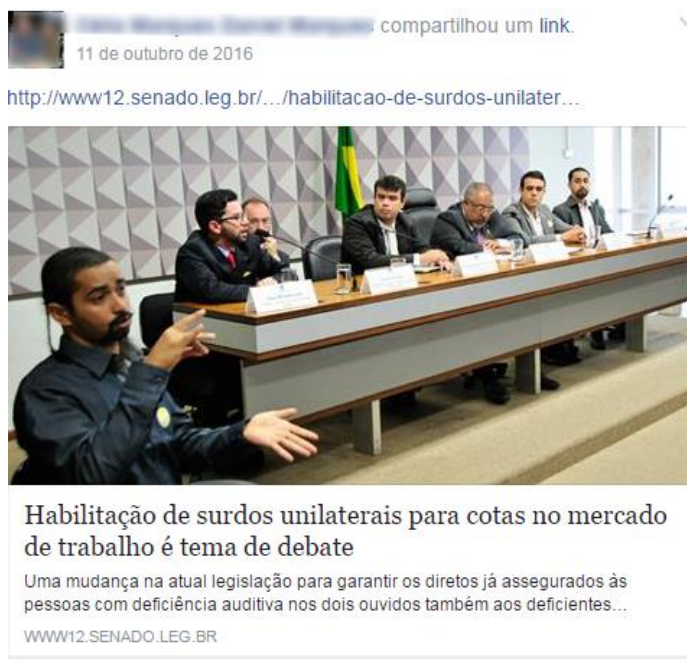 compartilhou um link.
11 de outubro de 2016
http://www12.senado.leg.br/.../habilitacao-de-surdos-unilater...
Habilitação de surdos unilaterais para cotas no mercado
de trabalho é tema de debate
Uma mudança na atual legislação para garantir os diretos já assegurados às
pessoas com deficiência auditiva nos dois ouvidos também aos deficientes...
WWW12.SENADO.LEG.BR